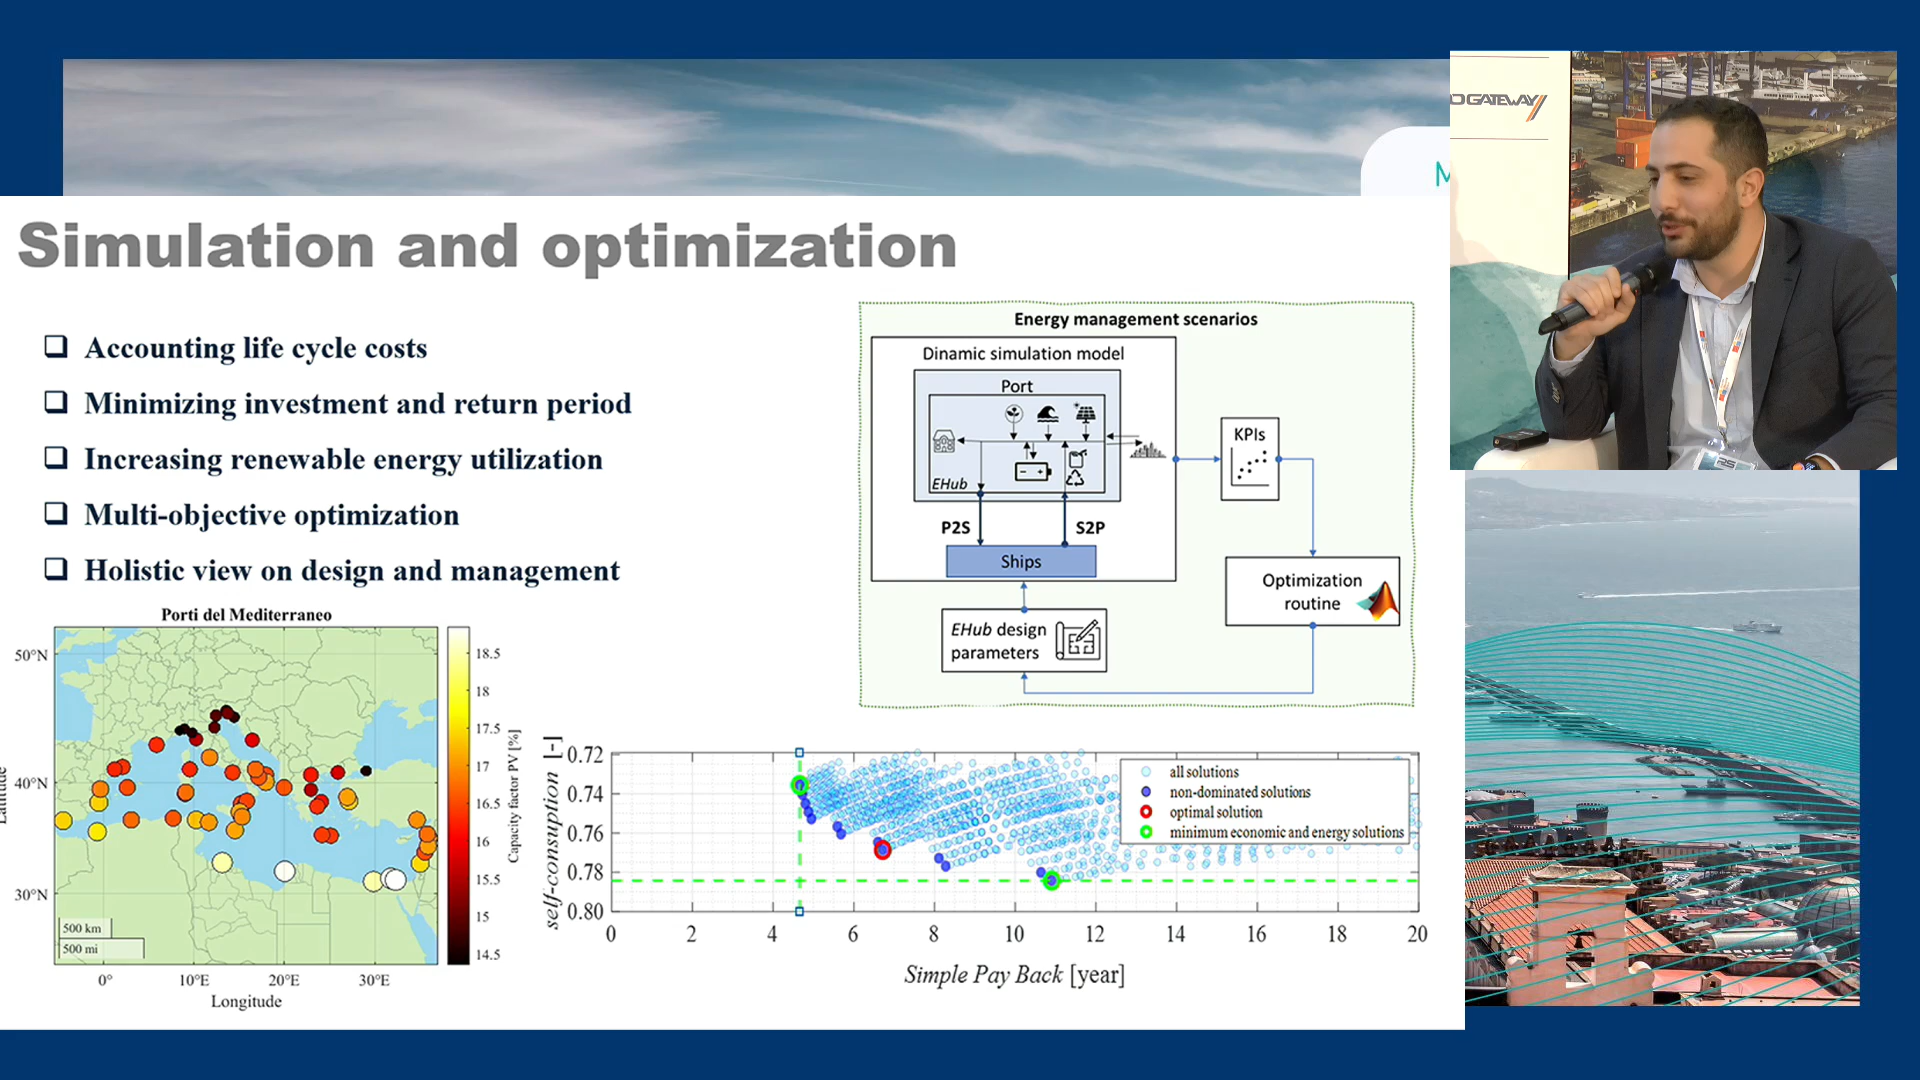 M
D GATEWAY
Simulation and optimization
Accounting life cycle costs
Minimizing investment and return period
Increasing renewable energy utilization
Multi-objective optimization
Holistic view on design and management
Energy management scenarios
Dinamic simulation model
Port
EHub
P2S
S2P
Ships
KPIs
Optimization
routine
EHub design
parameters
Porti del Mediterraneo
50°N
40°N
30°N
Latitude
500 km
500 mi
0°
10°E
20°E
30°E
Longitude
18.5
18
17.5
17
16.5
16
15.5
15
14.5
Capacity factor PV [%]
self-consuption [-]
0.72
0.74
0.76
0.78
0.80
0
2
4
6
8
10
12
14
16
18
20
Simple Pay Back [year]
all solutions
non-dominated solutions
optimal solution
minimum economic and energy solutions